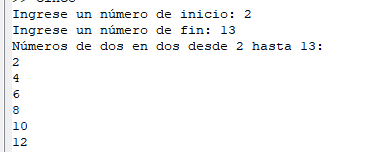 Ingrese un número de inicio: 2
Ingrese un número de fin: 13
Números de dos en dos desde 2 hasta 13:
2
4
6
8
10
12